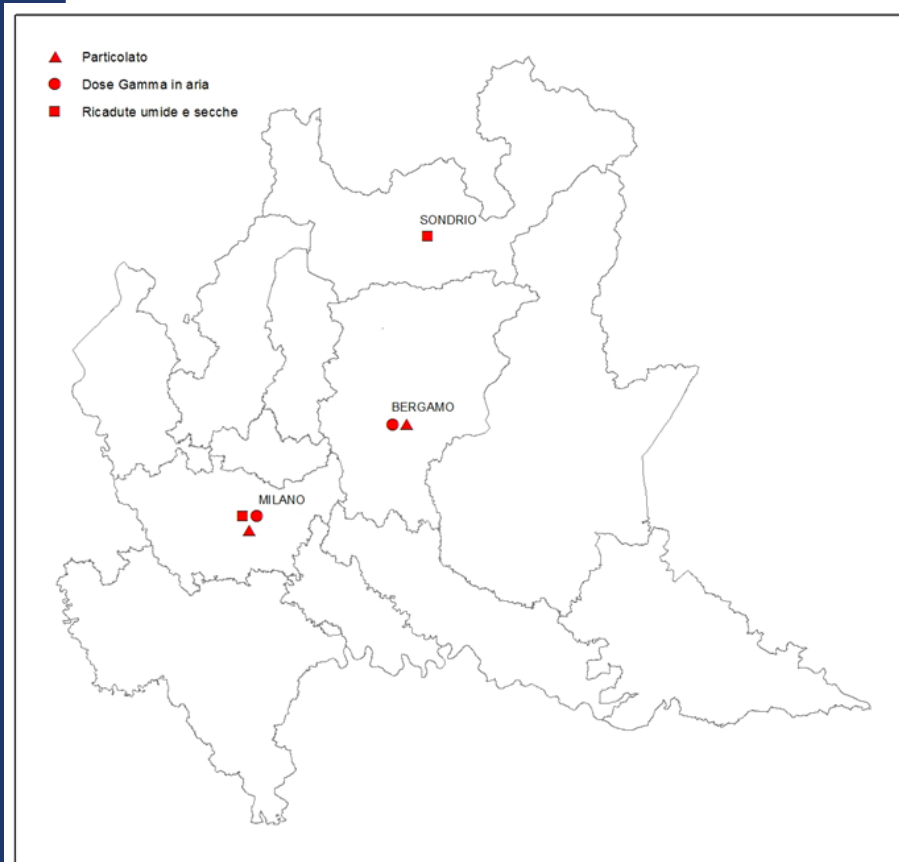 Particolato
Dose Gamma in aria
Ricadute umide e secche
SONDRIO
BERGAMO
MILANO